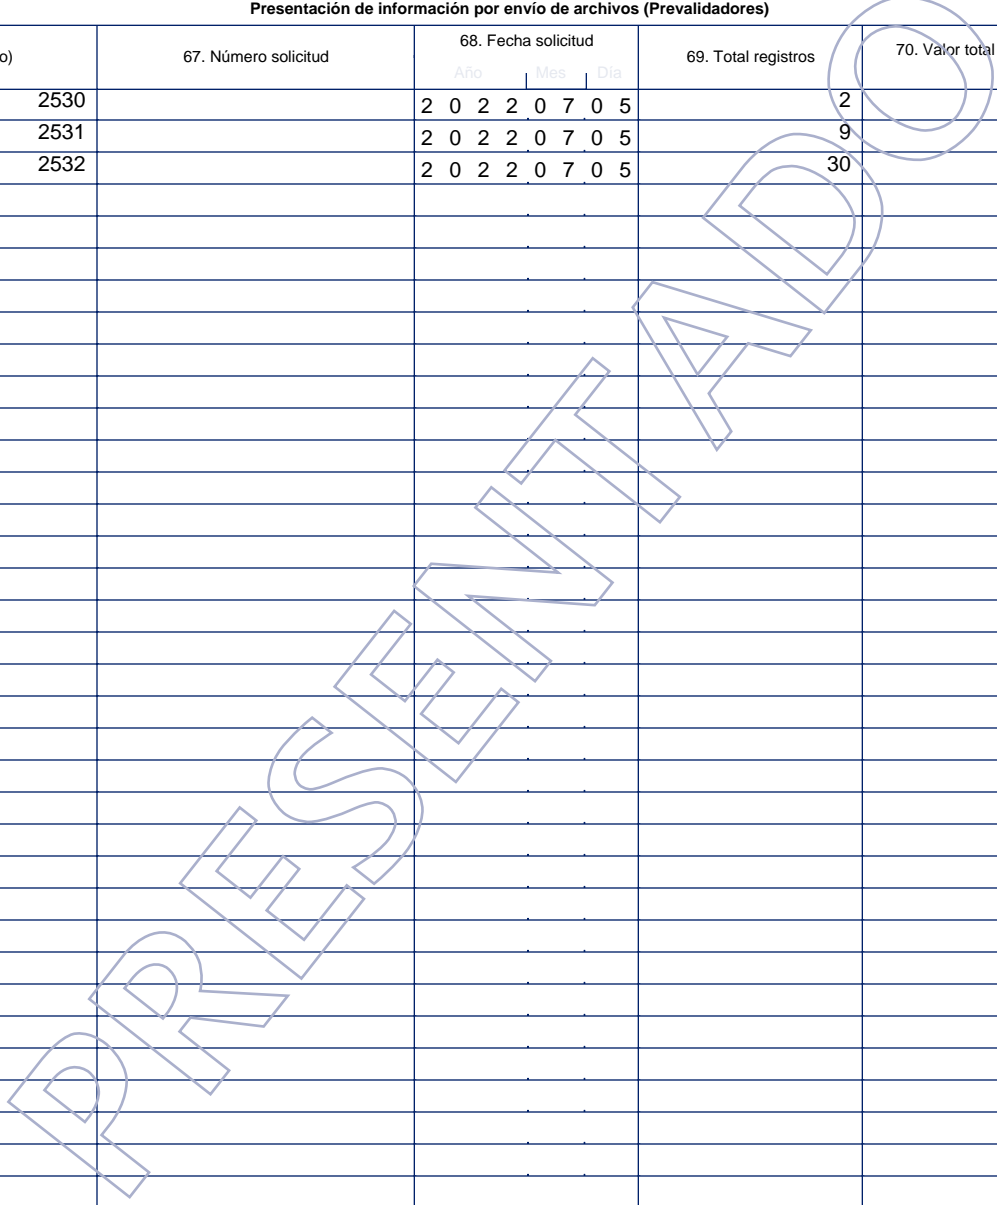 Presentación de información por envío de archivos (Prevalidadores)
o) 67. Número solicitud 68. Fecha solicitud 69. Total registros 70. Valor total
Año Mes Día
2530 2 0 2 2 0 7 0 5 2
2531 2 0 2 2 0 7 0 5 9
2532 2 0 2 2 0 7 0 5 30
PRESENTADO